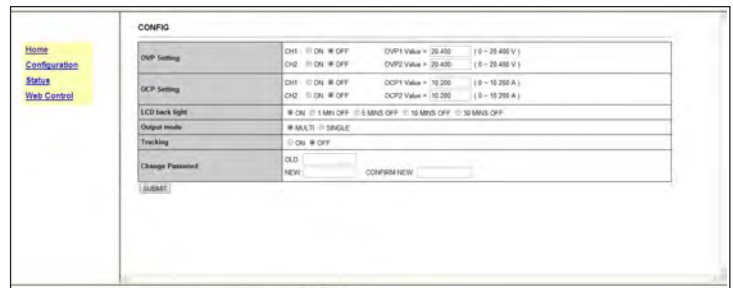 CONFIG
Home
Configuration
Status
Web Control
OVP Setting
CH1 : ON OFF OVP1 Value = 20.400 ( 0 ~ 20.400 V )
CH2 : ON OFF OVP2 Value = 20.400 ( 0 ~ 20.400 V )
OCP Setting
CH1 : ON OFF OCP1 Value = 10.200 ( 0 ~ 10.200 A )
CH2 : ON OFF OCP2 Value = 10.200 ( 0 ~ 10.200 A )
LCD back light
ON 1 MIN OFF 5 MINS OFF 10 MINS OFF 30 MINS OFF
Output mode
MULTI SINGLE
Tracking
ON OFF
Change Password
OLD
NEW CONFIRM NEW
SUBMIT